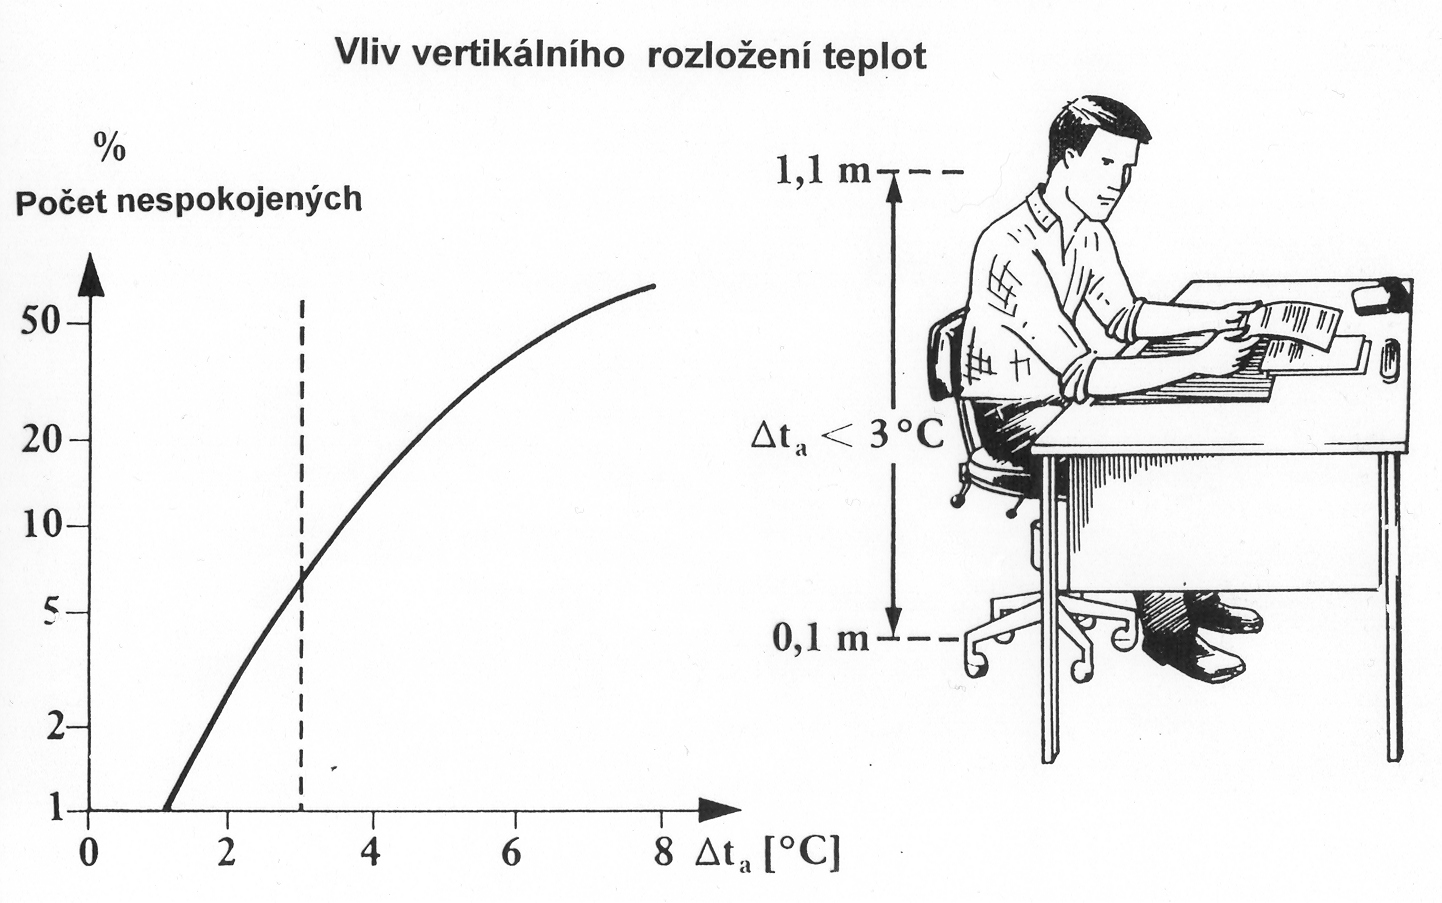 Vliv vertikálního rozložení teplot
%
Počet nespokojených
50
20
10
5
2
1
0 2 4 6 8 Δta [°C]
1,1 m
Δta < 3°C
0,1 m